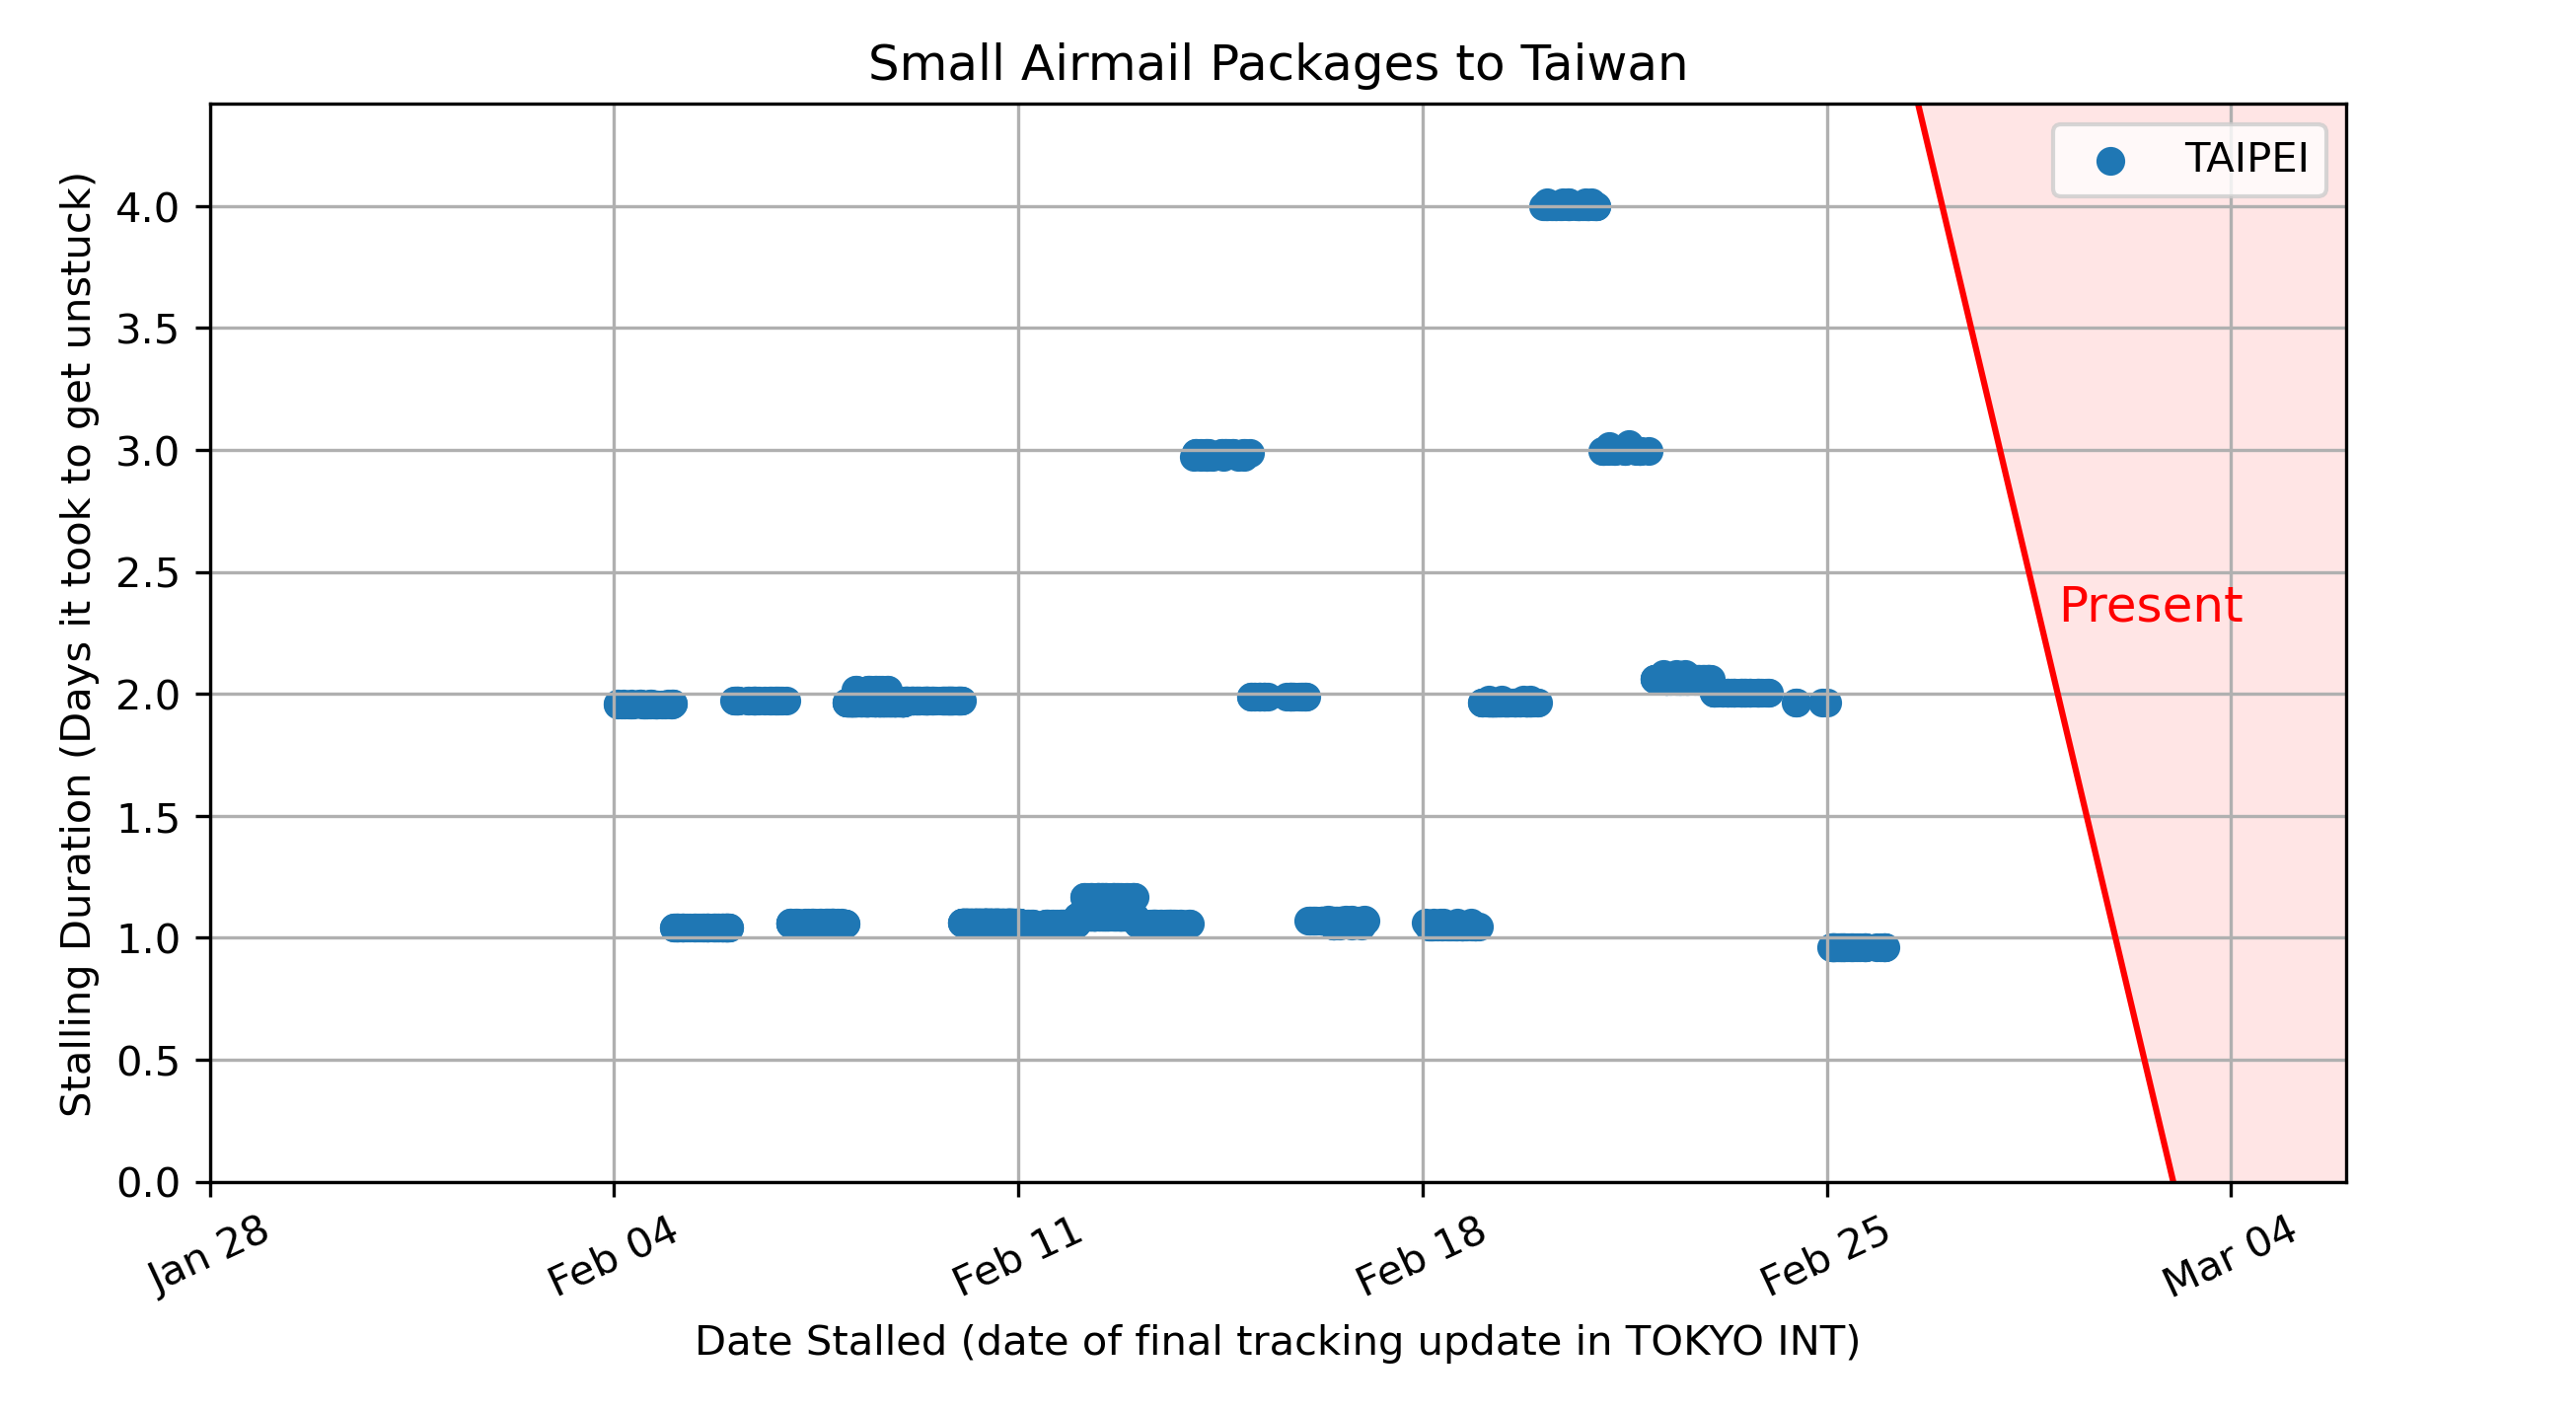 Small Airmail Packages to Taiwan
TAIPEI
Stalling Duration (Days it took to get unstuck)
4.0
3.5
3.0
2.5
2.0
1.5
1.0
0.5
0.0
Present
Jan 28
Feb 04
Feb 11
Feb 18
Feb 25
Mar 04
Date Stalled (date of final tracking update in TOKYO INT)